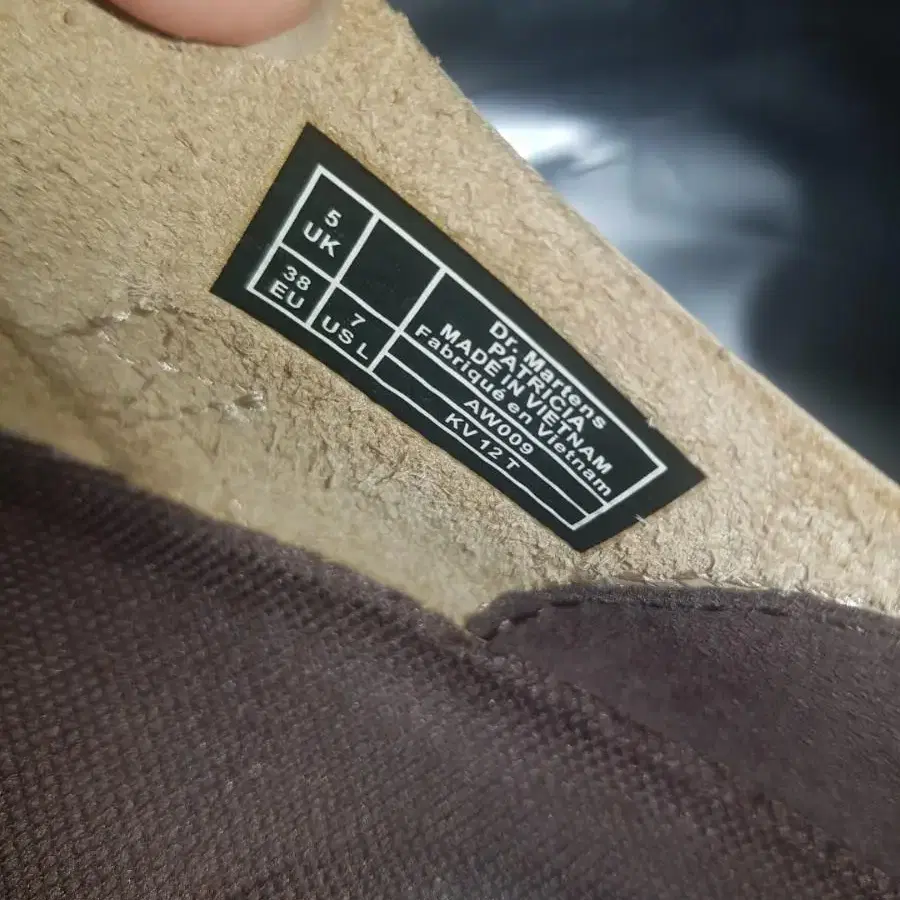 5
UK
38
EU
7
US L
Dr. Martens
PATRICIA
MADE IN VIETNAM
Fabriqué en Vietnam
AW009
KV 12 T